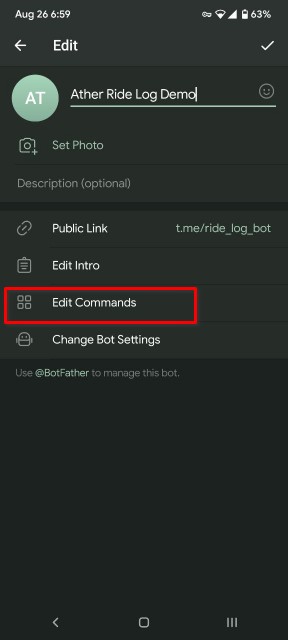 Aug 26 6:59 63%
Edit
AT
Ather Ride Log Demo
Set Photo
Description (optional)
Public Link t.me/ride_log_bot
Edit Intro
Edit Commands
Change Bot Settings
Use @BotFather to manage this bot.